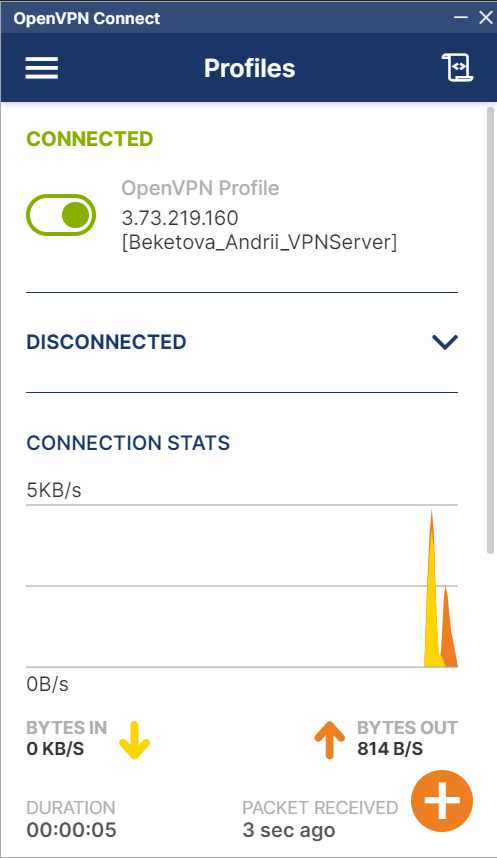 OpenVPN Connect
Profiles
CONNECTED
OpenVPN Profile
3.73.219.160
[Beketova_Andrii_VPNServer]
DISCONNECTED
CONNECTION STATS
5KB/s
0B/s
BYTES IN
0 KB/S
BYTES OUT
814 B/S
DURATION
00:00:05
PACKET RECEIVED
3 sec ago